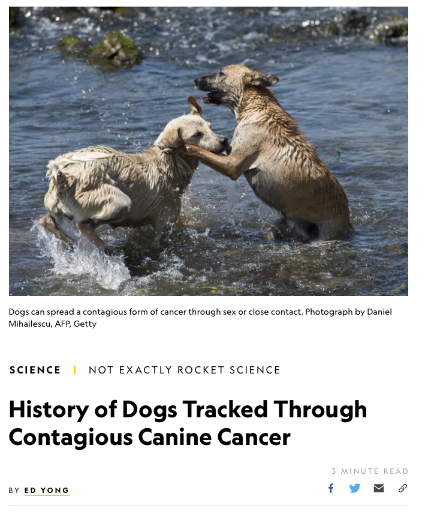 Dogs can spread a contagious form of cancer through sex or close contact. Photograph by Daniel
Mihailescu, AFP, Getty
SCIENCE | NOT EXACTLY ROCKET SCIENCE
History of Dogs Tracked Through
Contagious Canine Cancer
3 MINUTE READ
BY ED YONG